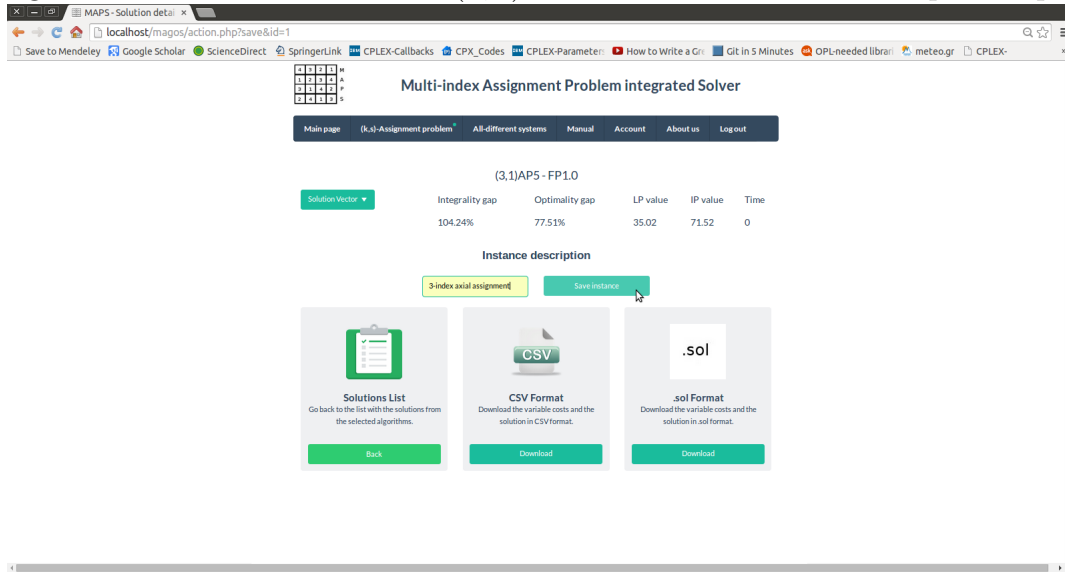 MAPS - Solution detai
localhost/magos/action.php?save&id=1
Save to Mendeley Google Scholar ScienceDirect SpringerLink CPLEX-Callbacks CPX_Codes CPLEX-Parameters How to Write a Gre Git in 5 Minutes OPL-needed librari meteo.gr CPLEX-
4 3 2 1 M
1 2 3 4 A
3 1 4 2 P
2 4 1 3 S
Multi-index Assignment Problem integrated Solver
Main page (k,s)-Assignment problem All-different systems Manual Account About us Log out
(3,1)AP5 - FP1.0
Solution Vector
Integrality gap Optimality gap LP value IP value Time
104.24% 77.51% 35.02 71.52 0
Instance description
3-index axial assignment Save instance
CSV .sol
Solutions List
Go back to the list with the solutions from
the selected algorithms.
Back
CSV Format
Download the variable costs and the
solution in CSV format.
Download
.sol Format
Download the variable costs and the
solution in .sol format.
Download